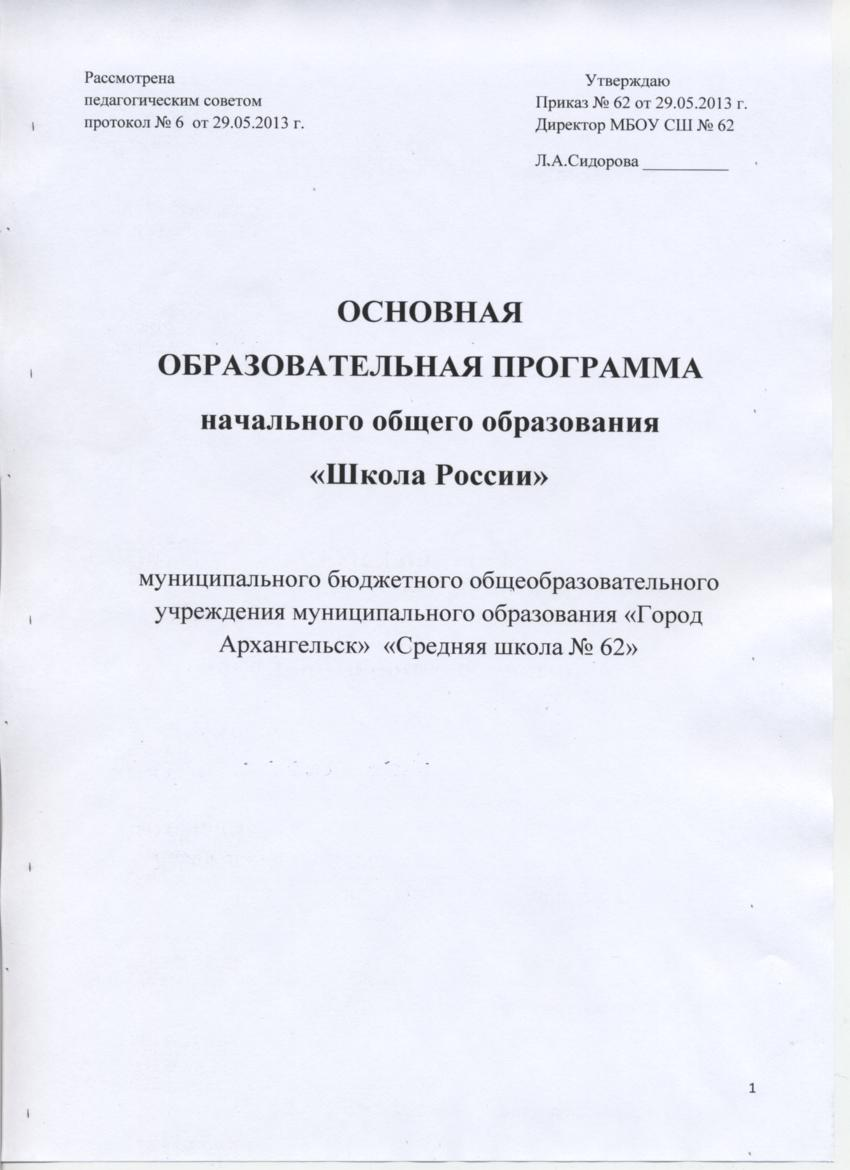 Рассмотрена
педагогическим советом
протокол № 6 от 29.05.2013 г.
Утверждаю
Приказ № 62 от 29.05.2013 г.
Директор МБОУ СШ № 62
Л.А.Сидорова __________
ОСНОВНАЯ
ОБРАЗОВАТЕЛЬНАЯ ПРОГРАММА
начального общего образования
«Школа России»
муниципального бюджетного общеобразовательного
учреждения муниципального образования «Город
Архангельск» «Средняя школа № 62»
1